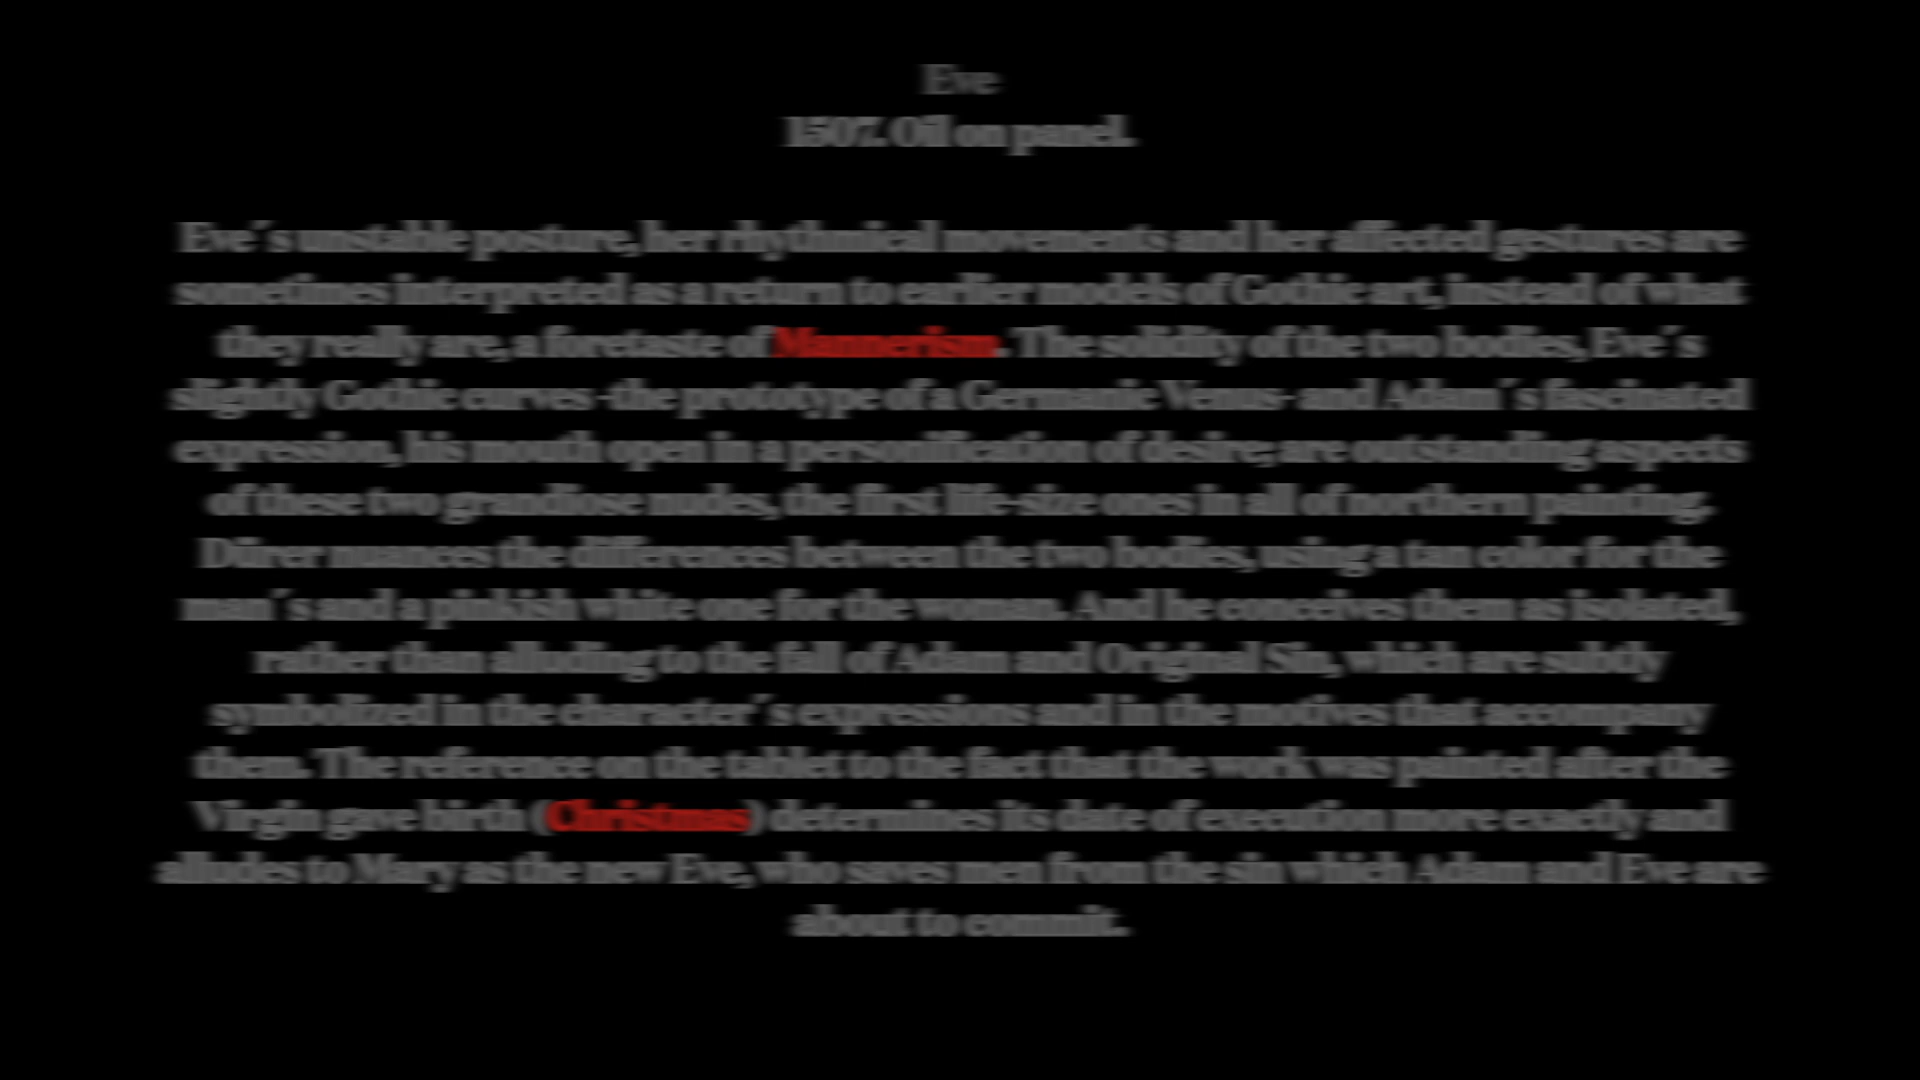 Eve
1507. Oil on panel.
Eve´s unstable posture, her rhythmical movements and her affected gestures are
sometimes interpreted as a return to earlier models of Gothic art, instead of what
they really are, a foretaste of Mannerism. The solidity of the two bodies, Eve´s
slightly Gothic curves -the prototype of a Germanic Venus- and Adam´s fascinated
expression, his mouth open in a personification of desire; are outstanding aspects
of these two grandiose nudes, the first life-size ones in all of northern painting.
Dürer nuances the differences between the two bodies, using a tan color for the
man´s and a pinkish white one for the woman. And he conceives them as isolated,
rather than alluding to the fall of Adam and Original Sin, which are subtly
symbolized in the character´s expressions and in the motives that accompany
them. The reference on the tablet to the fact that the work was painted after the
Virgin gave birth (Christmas) determines its date of execution more exactly and
alludes to Mary as the new Eve, who saves men from the sin which Adam and Eve are
about to commit.